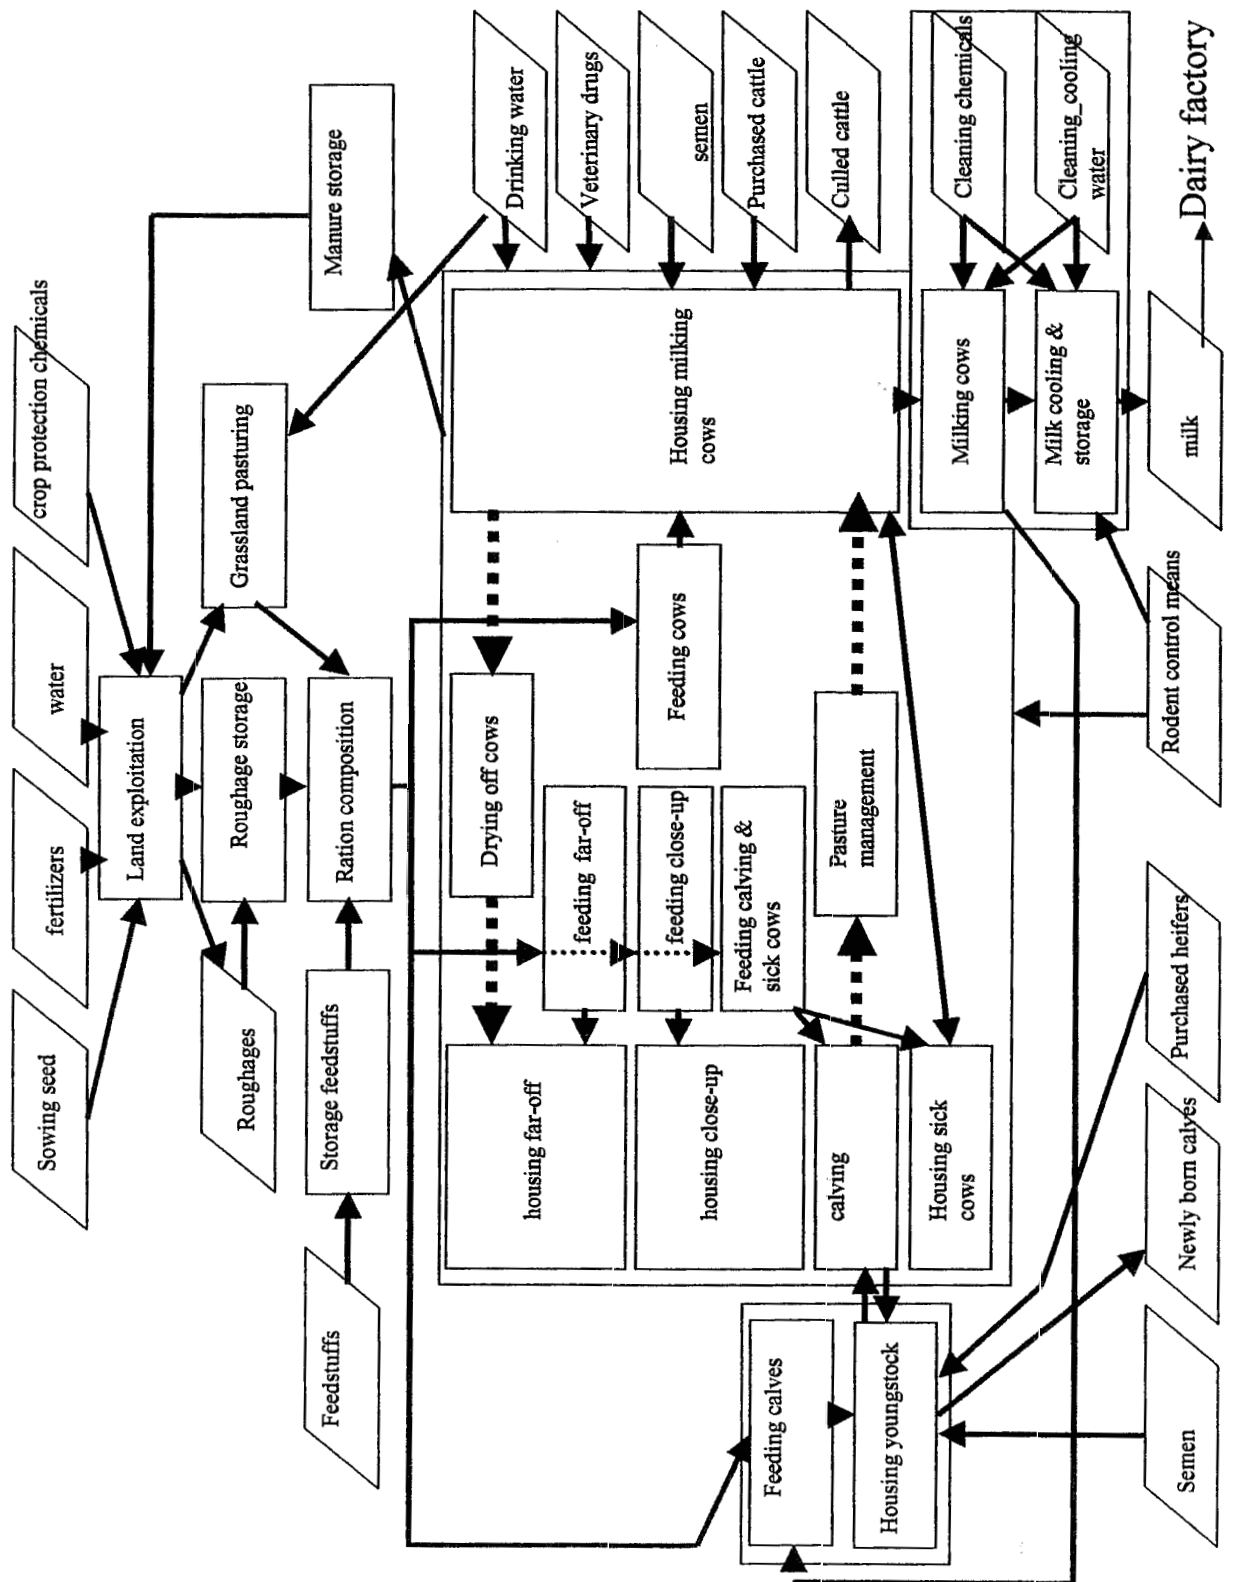 Sowing seed
fertilizers
water
crop protection chemicals
Land exploitation
Roughages
Roughage storage
Grassland pasturing
Manure storage
Feedstuffs
Storage feedstuffs
Ration composition
Drinking water
Veterinary drugs
semen
Purchased cattle
Culled cattle
housing far-off
Drying off cows
feeding far-off
housing close-up
feeding close-up
Feeding cows
Housing milking
cows
Feeding calving &
sick cows
calving
Pasture
management
Housing sick
cows
Feeding calves
Housing youngstock
Milking cows
Milk cooling &
storage
Cleaning chemicals
Cleaning_cooling
water
Semen
Newly born calves
Purchased heifers
Rodent control means
milk
Dairy factory